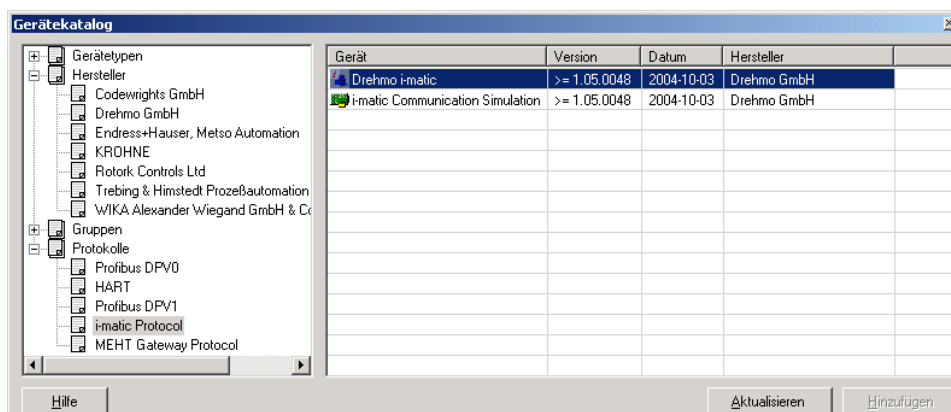 Gerätekatalog
Gerätetypen
Hersteller
Codewrights GmbH
Drehmo GmbH
Endress+Hauser, Metso Automation
KROHNE
Rotork Controls Ltd
Trebing & Himstedt Prozeßautomation
WIKA Alexander Wiegand GmbH & Co
Gruppen
Protokolle
Profibus DPV0
HART
Profibus DPV1
i-matic Protocol
MEHT Gateway Protocol
Gerät Version Datum Hersteller
Drehmo i-matic >= 1.05.0048 2004-10-03 Drehmo GmbH
i-matic Communication Simulation >= 1.05.0048 2004-10-03 Drehmo GmbH
Hilfe Aktualisieren Hinzufügen